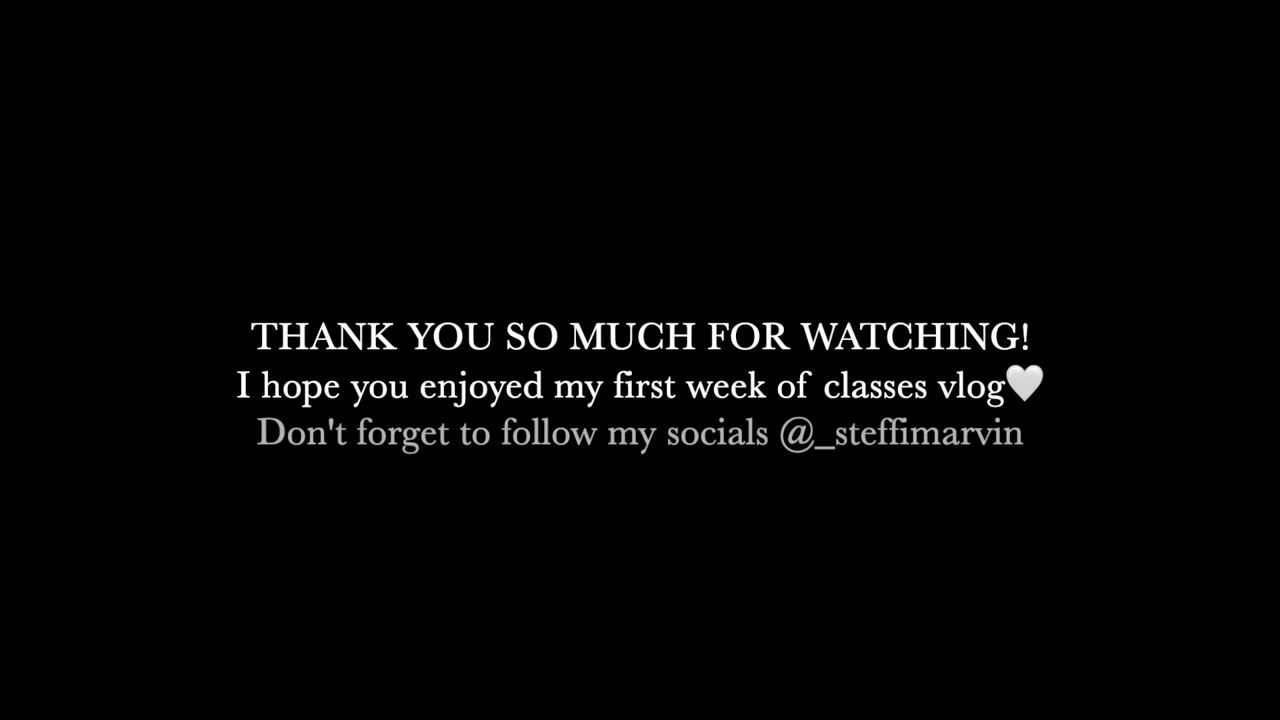 THANK YOU SO MUCH FOR WATCHING!
I hope you enjoyed my first week of classes vlog🤍
Don't forget to follow my socials @_steffimarvin